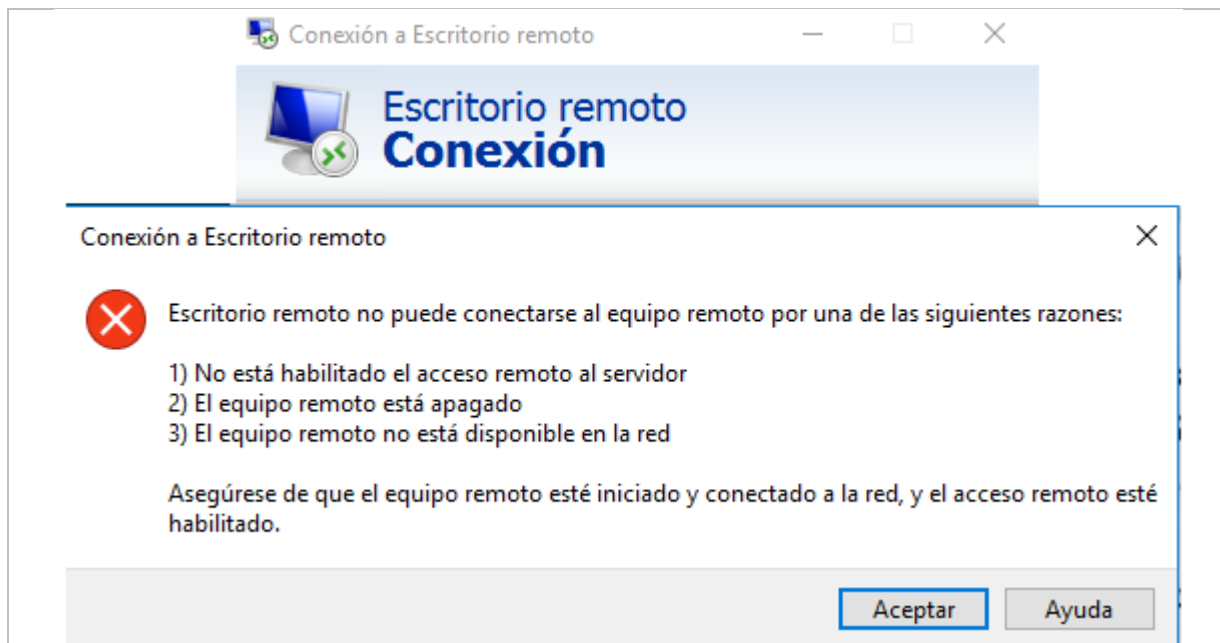 Conexión a Escritorio remoto
Escritorio remoto
Conexión
Conexión a Escritorio remoto
Escritorio remoto no puede conectarse al equipo remoto por una de las siguientes razones:
1) No está habilitado el acceso remoto al servidor
2) El equipo remoto está apagado
3) El equipo remoto no está disponible en la red
Asegúrese de que el equipo remoto esté iniciado y conectado a la red, y el acceso remoto esté
habilitado.
Aceptar
Ayuda